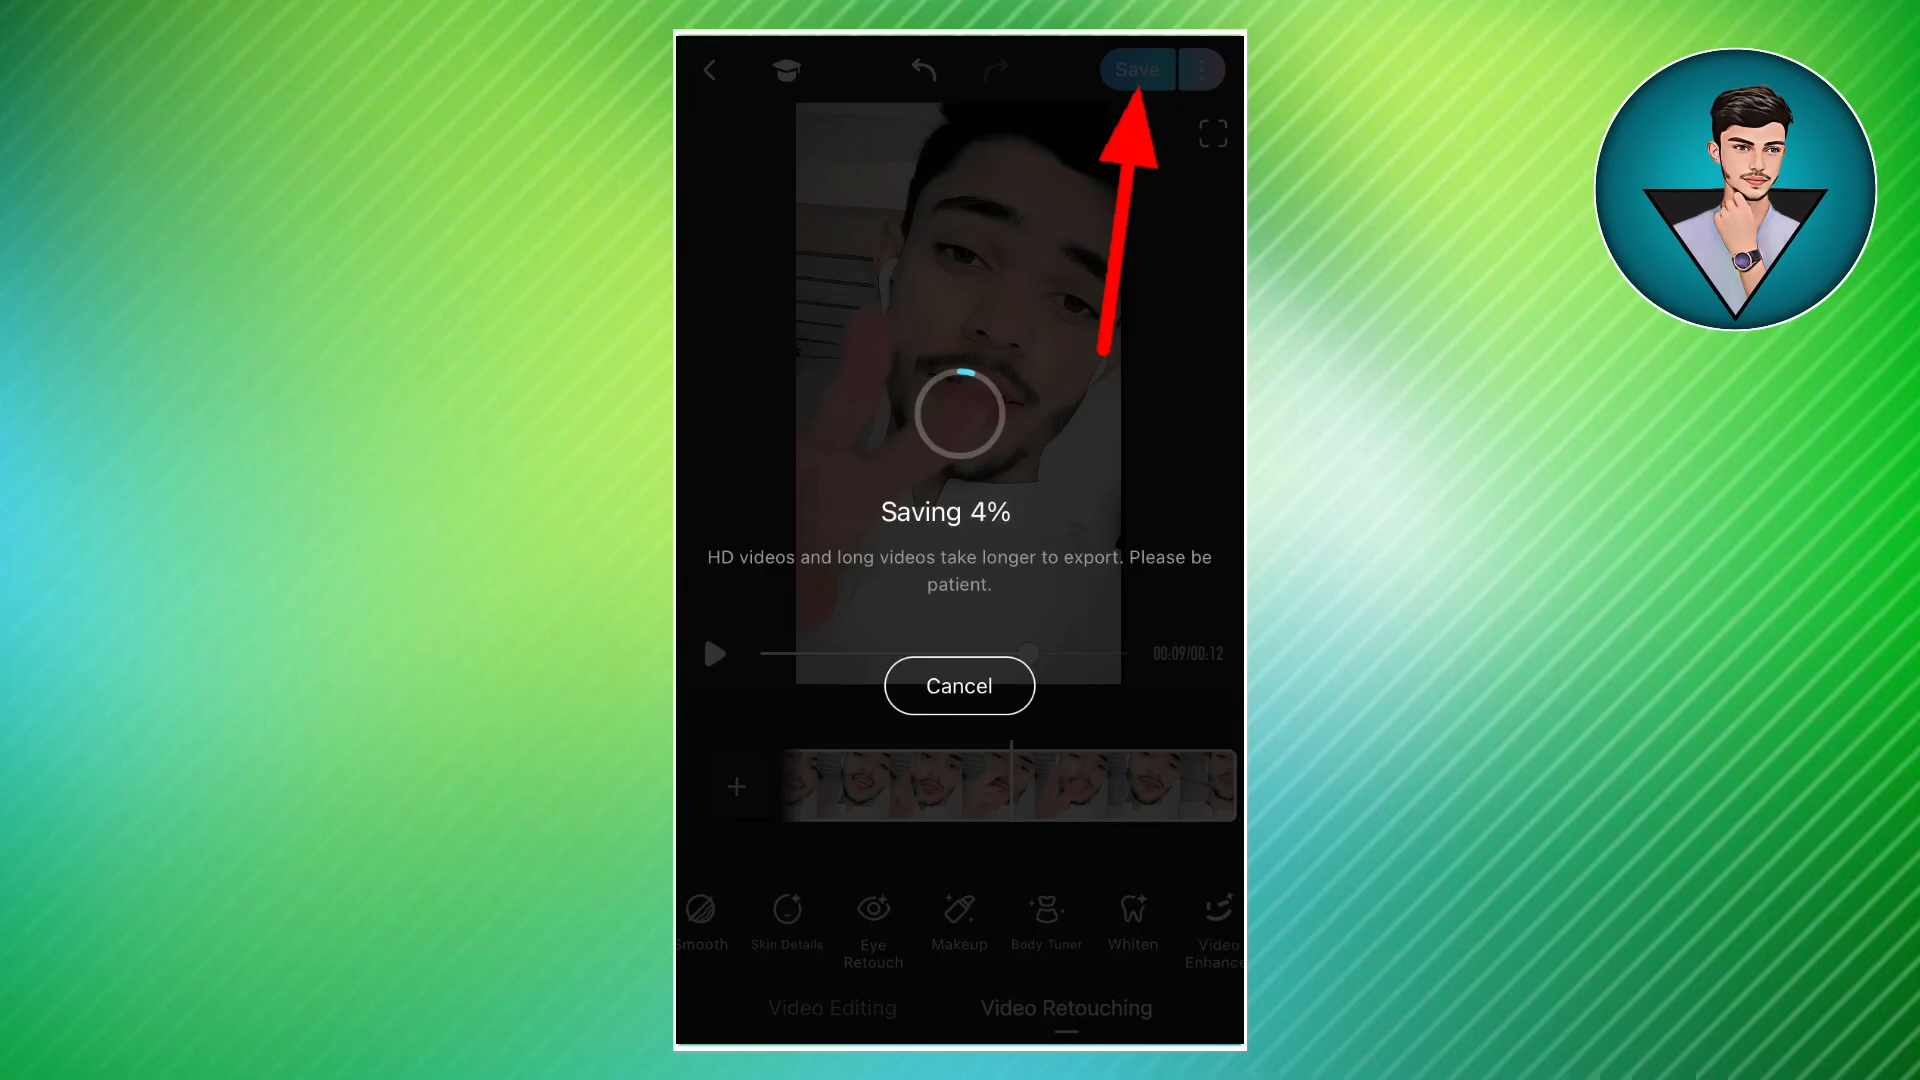 Save
Saving 4%
HD videos and long videos take longer to export. Please be
patient.
00:09/00:12
Cancel
Smooth
Skin Details
Eye
Retouch
Makeup
Body Tuner
Whiten
Video
Enhance
Video Editing
Video Retouching